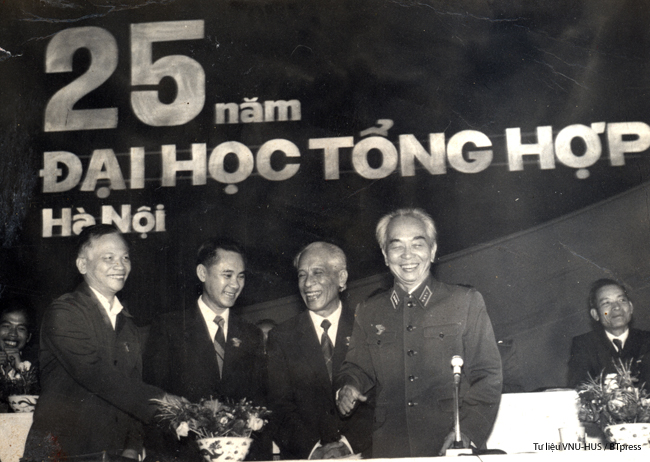 25 năm
ĐẠI HỌC TỔNG HỢP
Hà Nội
Tư liệu VNU-HUS / BTpress